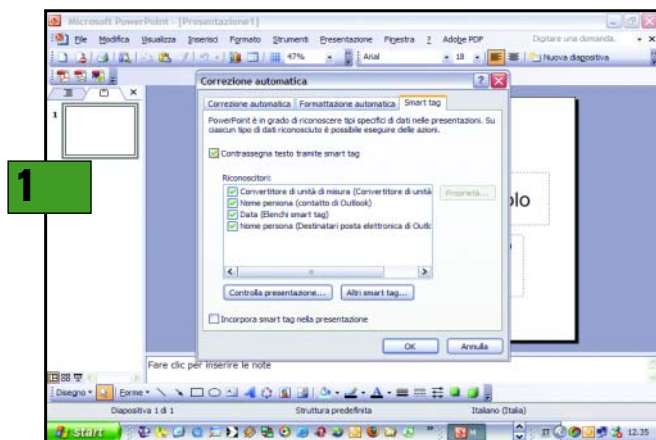 Microsoft PowerPoint - [Presentazione1]
File Modifica Visualizza Inserisci Formato Strumenti Presentazione Finestra ? Adobe PDF Digitare una domanda.
47% Arial 18 Nuova diapositiva
Correzione automatica
Correzione automatica Formattazione automatica Smart tag
PowerPoint è in grado di riconoscere tipi specifici di dati nelle presentazioni. Su
ciascun tipo di dati riconosciuto è possibile eseguire delle azioni.
1
Contrassegna testo tramite smart tag
1
Riconoscitori:
Convertitore di unità di misura (Convertitore di unità
Proprietà...
Nome persona (contatto di Outlook)
olo
Data (Elenchi smart tag)
Nome persona (Destinatari posta elettronica di Outlo
Controlla presentazione... Altri smart tag...
Incorpora smart tag nella presentazione
OK Annulla
Fare clic per inserire le note
Disegno Forme
Diapositiva 1 di 1 Struttura predefinita Italiano (Italia)
start M IT 12.35